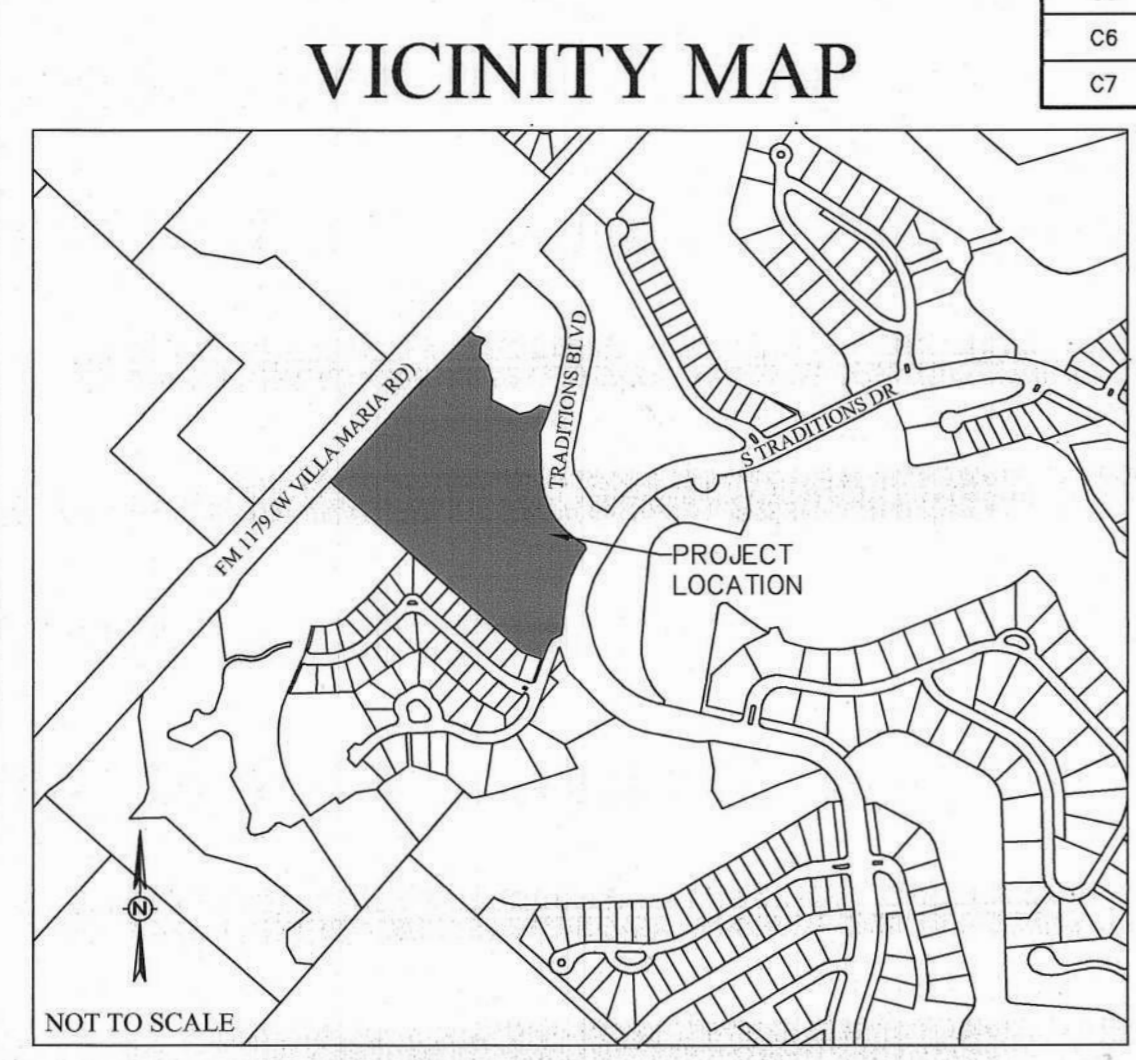 C6
VICINITY MAP
C7
TRADITIONS BLVD
FM 1179 (W. VILLA MARIA RD)
S TRADITIONS DR
PROJECT
LOCATION
N
NOT TO SCALE